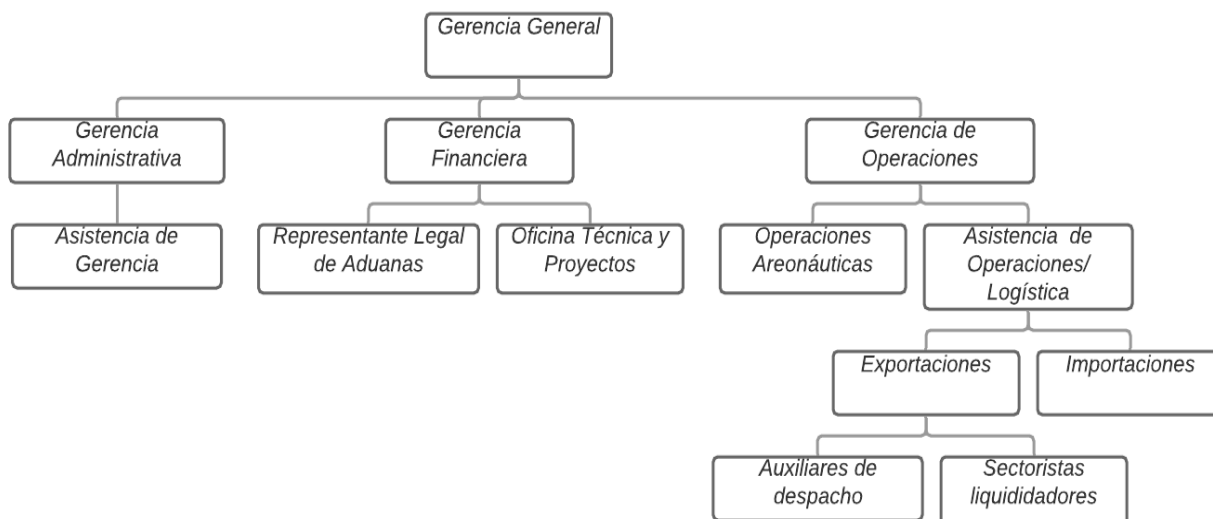 Gerencia General
Gerencia
Administrativa
Gerencia
Financiera
Gerencia de
Operaciones
Asistencia de
Gerencia
Representante Legal
de Aduanas
Oficina Técnica y
Proyectos
Operaciones
Areonáuticas
Asistencia de
Operaciones/
Logística
Exportaciones
Importaciones
Auxiliares de
despacho
Sectoristas
liquididadores